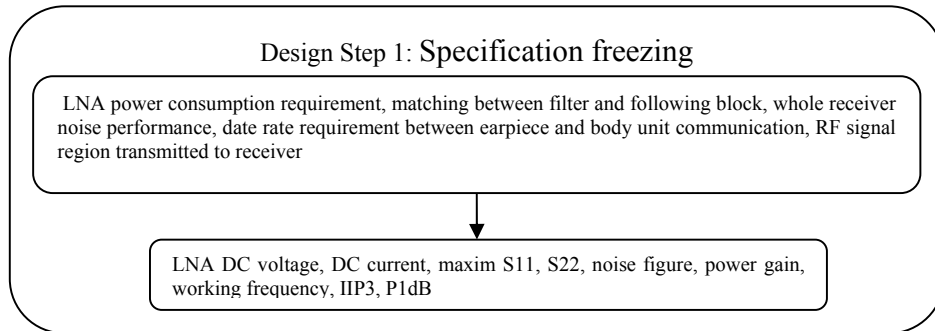 Design Step 1: Specification freezing
LNA power consumption requirement, matching between filter and following block, whole receiver
noise performance, date rate requirement between earpiece and body unit communication, RF signal
region transmitted to receiver
LNA DC voltage, DC current, maxim S11, S22, noise figure, power gain,
working frequency, IIP3, P1dB